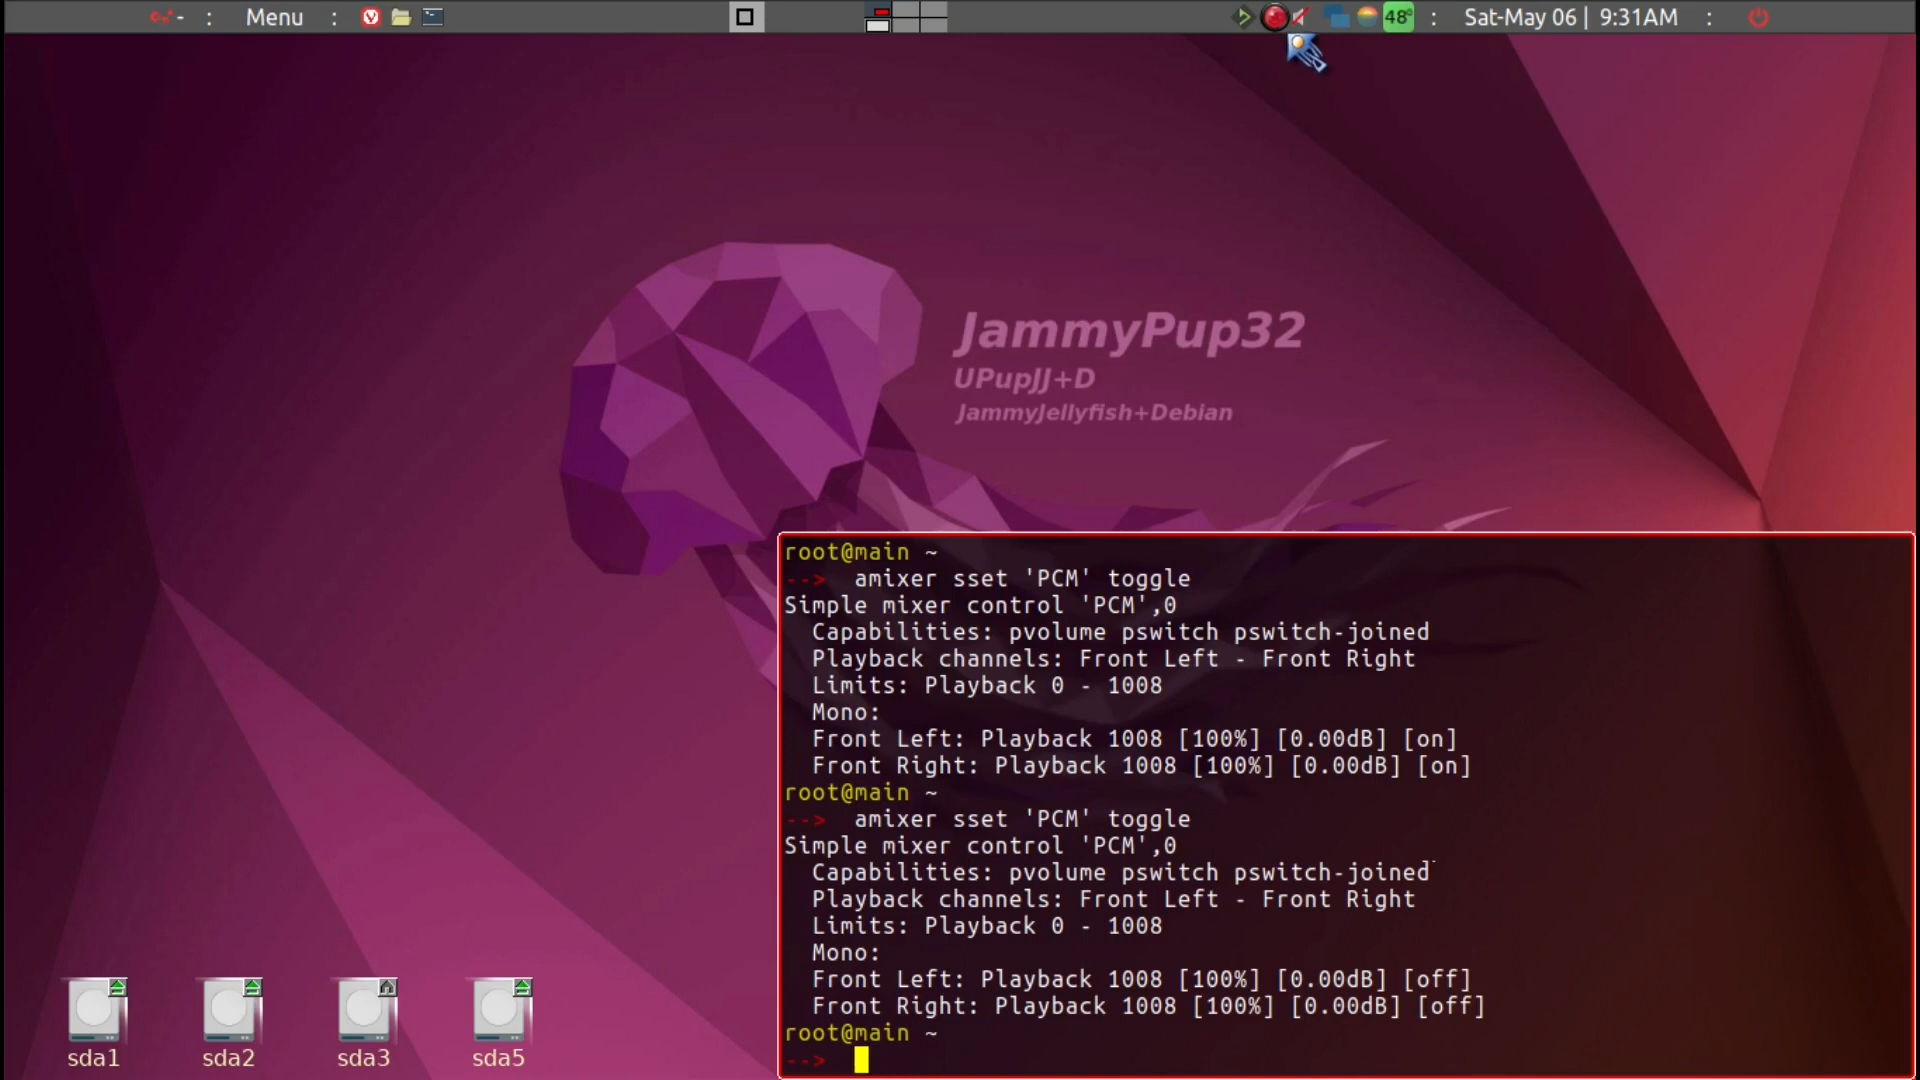 : Menu :
48° : Sat-May 06 | 9:31AM :
JammyPup32
UPupJJ+D
JammyJellyfish+Debian
root@main ~
--> amixer sset 'PCM' toggle
Simple mixer control 'PCM',0
Capabilities: pvolume pswitch pswitch-joined
Playback channels: Front Left - Front Right
Limits: Playback 0 - 1008
Mono:
Front Left: Playback 1008 [100%] [0.00dB] [on]
Front Right: Playback 1008 [100%] [0.00dB] [on]
root@main ~
--> amixer sset 'PCM' toggle
Simple mixer control 'PCM',0
Capabilities: pvolume pswitch pswitch-joined
Playback channels: Front Left - Front Right
Limits: Playback 0 - 1008
Mono:
Front Left: Playback 1008 [100%] [0.00dB] [off]
Front Right: Playback 1008 [100%] [0.00dB] [off]
root@main ~
-->
sda1 sda2 sda3 sda5